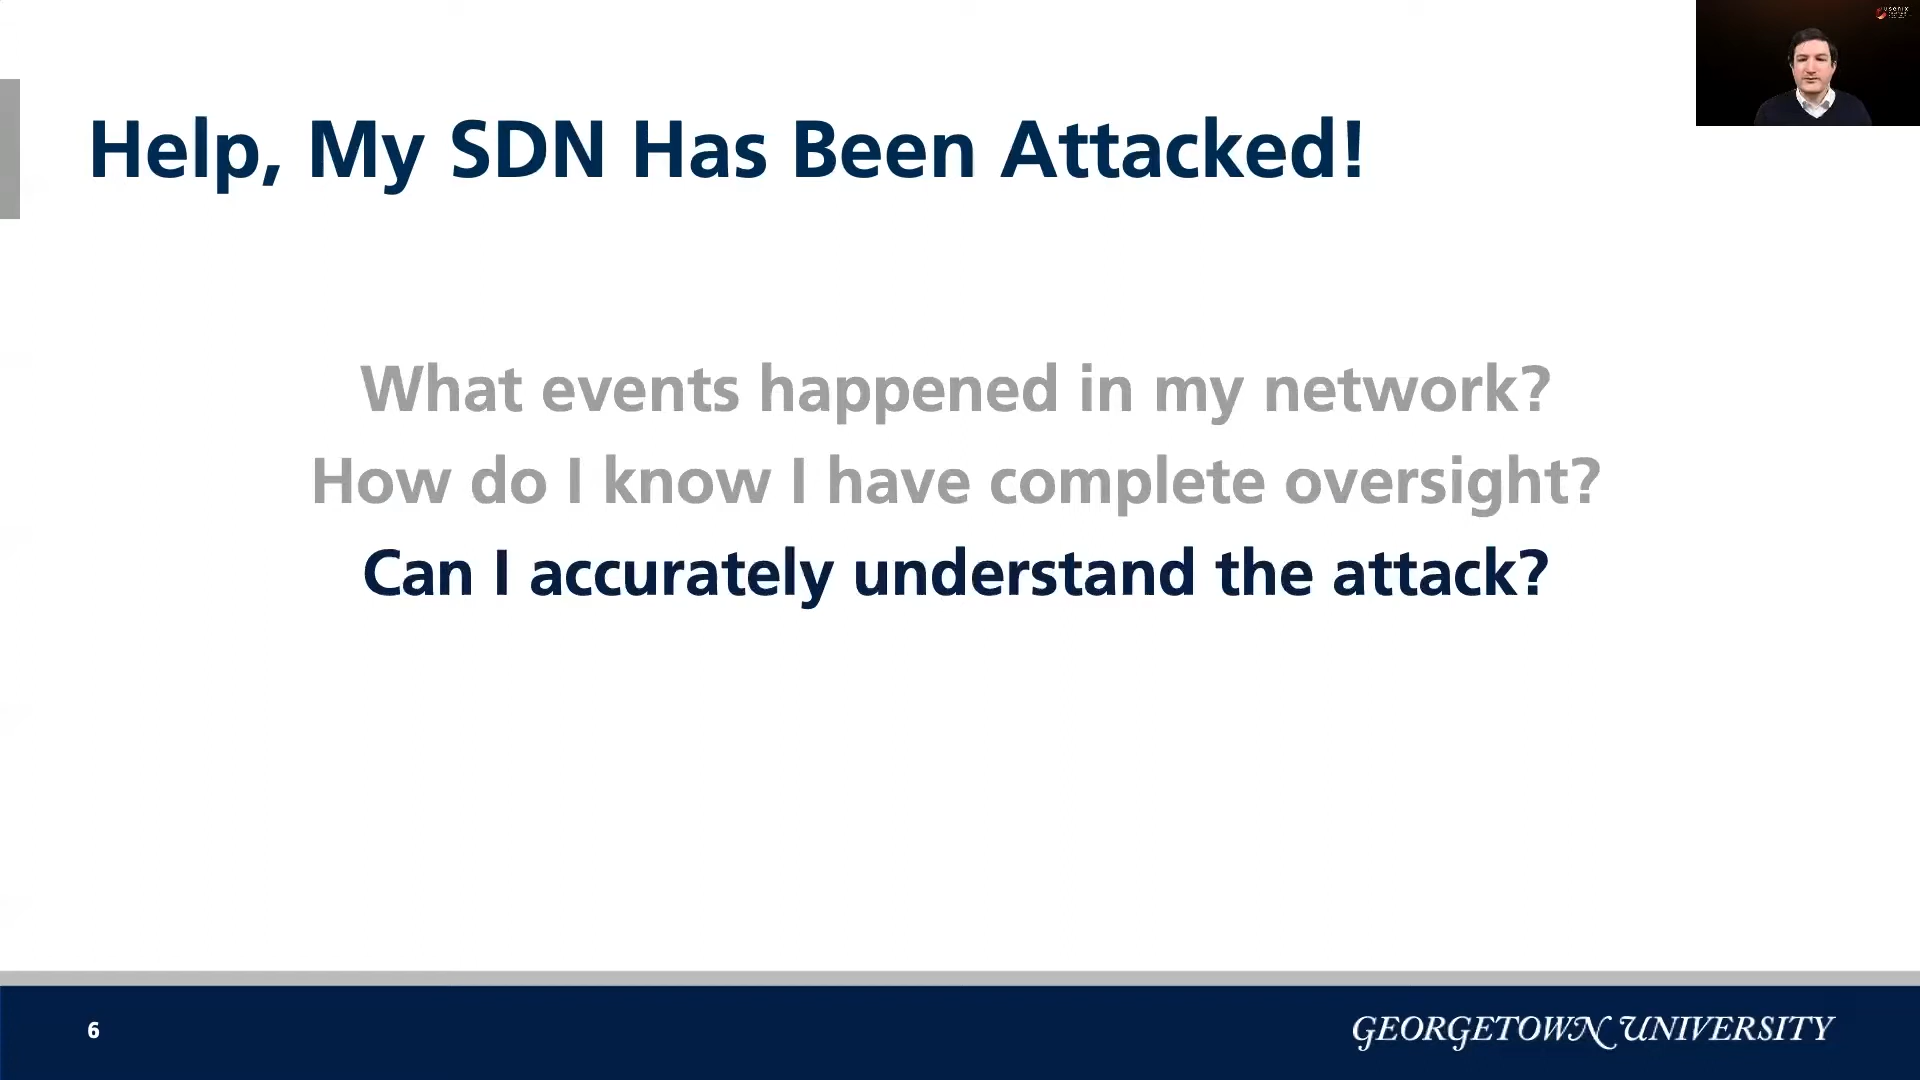 Help, My SDN Has Been Attacked!
What events happened in my network?
How do I know I have complete oversight?
Can I accurately understand the attack?
6
GEORGETOWN UNIVERSITY
usenix